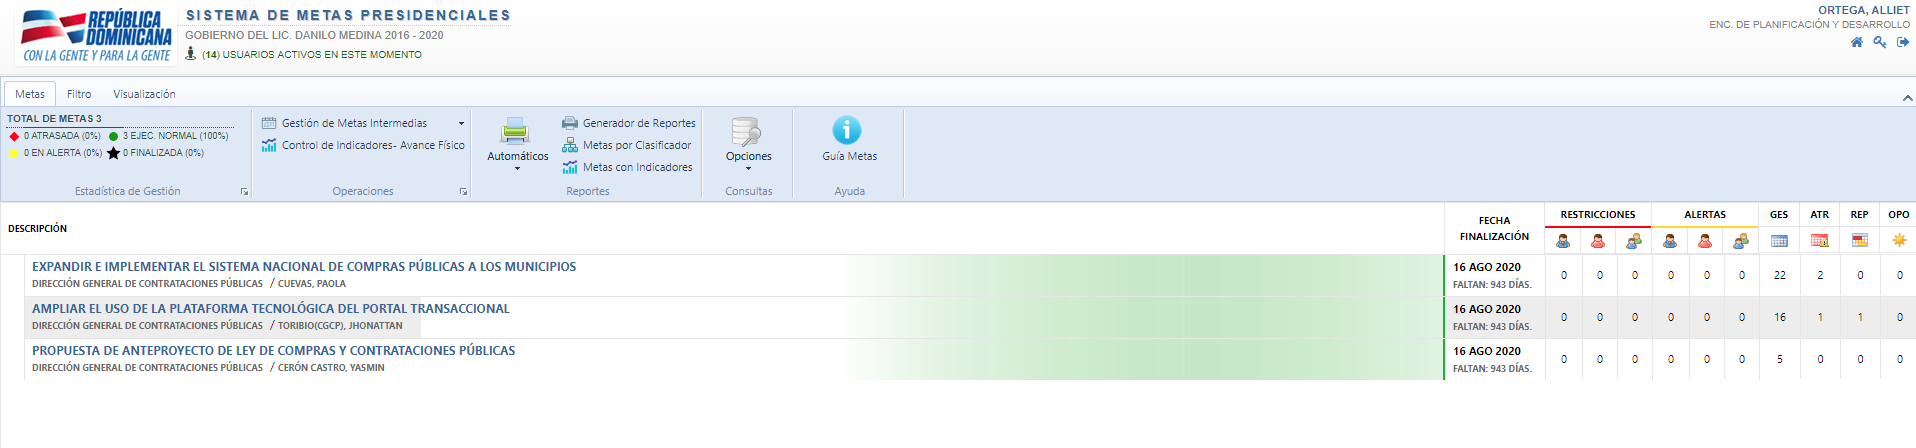 REPÚBLICA
DOMINICANA
CON LA GENTE Y PARA LA GENTE
SISTEMA DE METAS PRESIDENCIALES
GOBIERNO DEL LIC. DANILO MEDINA 2016 - 2020
(14) USUARIOS ACTIVOS EN ESTE MOMENTO
ORTEGA, ALLIET
ENC. DE PLANIFICACIÓN Y DESARROLLO
Metas Filtro Visualización
TOTAL DE METAS 3
0 ATRASADA (0%) 3 EJEC. NORMAL (100%)
0 EN ALERTA (0%) 0 FINALIZADA (0%)
Estadística de Gestión
Gestión de Metas Intermedias
Control de Indicadores- Avance Físico
Operaciones
Automáticos
Generador de Reportes
Metas por Clasificador
Metas con Indicadores
Reportes
Opciones
Consultas
Guía Metas
Ayuda
DESCRIPCIÓN
FECHA
FINALIZACIÓN
RESTRICCIONES ALERTAS GES ATR REP OPO
EXPANDIR E IMPLEMENTAR EL SISTEMA NACIONAL DE COMPRAS PÚBLICAS A LOS MUNICIPIOS
DIRECCIÓN GENERAL DE CONTRATACIONES PÚBLICAS / CUEVAS, PAOLA
16 AGO 2020
FALTAN: 943 DÍAS.
0 0 0 0 0 0 22 2 0 0
AMPLIAR EL USO DE LA PLATAFORMA TECNOLÓGICA DEL PORTAL TRANSACCIONAL
DIRECCIÓN GENERAL DE CONTRATACIONES PÚBLICAS / TORIBIO(CGCP), JHONATTAN
16 AGO 2020
FALTAN: 943 DÍAS.
0 0 0 0 0 0 16 1 1 0
PROPUESTA DE ANTEPROYECTO DE LEY DE COMPRAS Y CONTRATACIONES PÚBLICAS
DIRECCIÓN GENERAL DE CONTRATACIONES PÚBLICAS / CERÓN CASTRO, YASMIN
16 AGO 2020
FALTAN: 943 DÍAS.
0 0 0 0 0 0 5 0 0 0